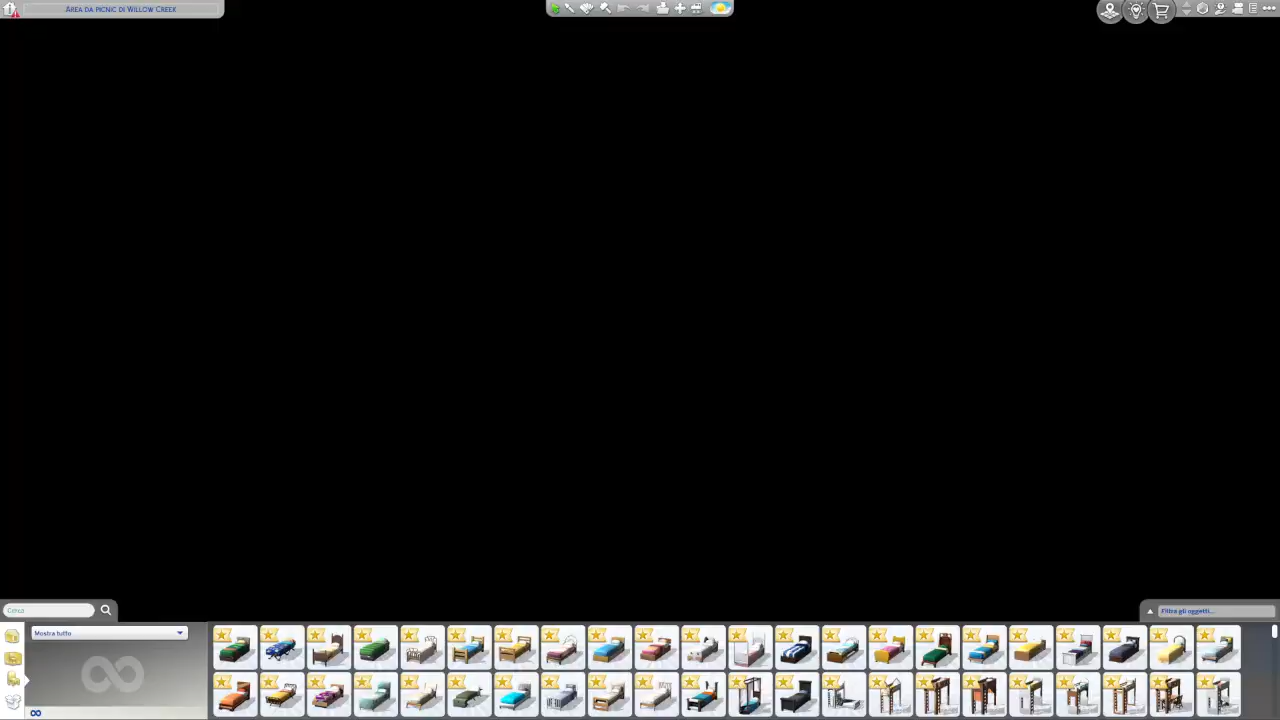 Area da picnic di Willow Creek
Cerca
Filtra gli oggetti...
Mostra tutto